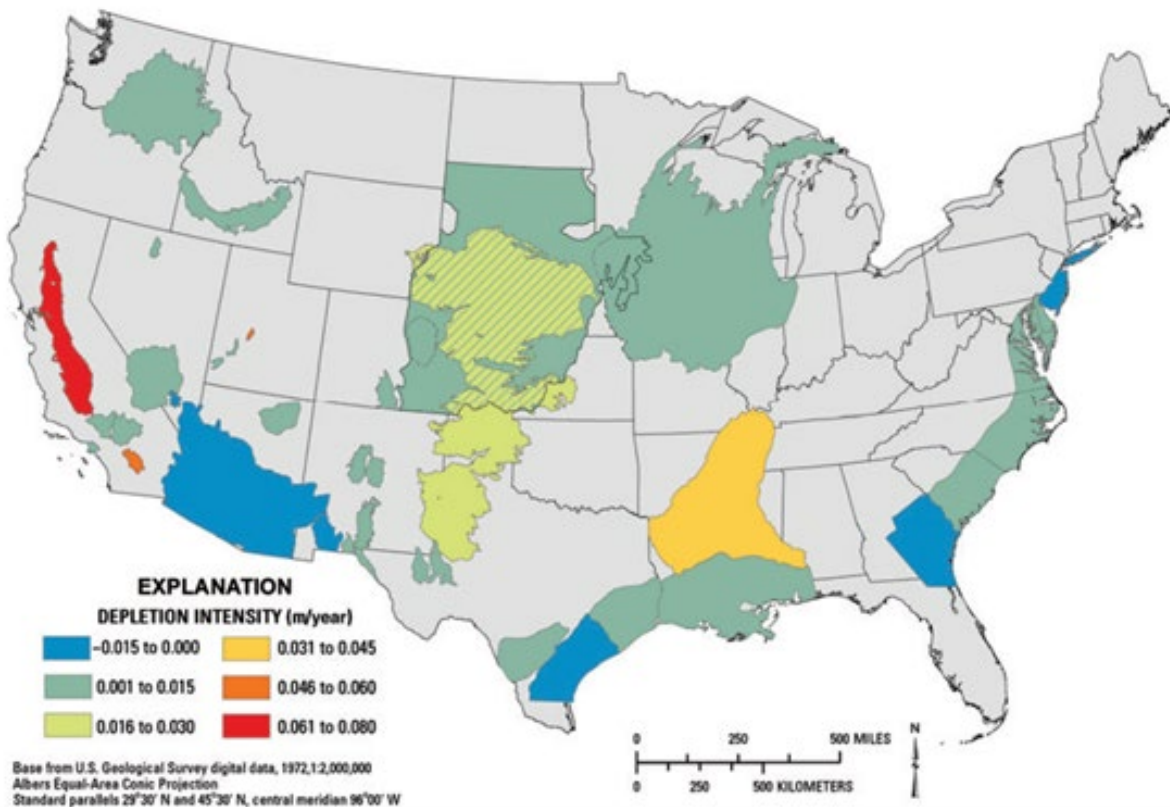 EXPLANATION
DEPLETION INTENSITY (m/year)
–0.015 to 0.000
0.031 to 0.045
0.001 to 0.015
0.046 to 0.060
0.016 to 0.030
0.061 to 0.080
Base from U.S. Geological Survey digital data, 1972,1:2,000,000
Albers Equal-Area Conic Projection
Standard parallels 29°30' N and 45°30' N, central meridian 96°00' W
0 250 500 MILES
0 250 500 KILOMETERS
N